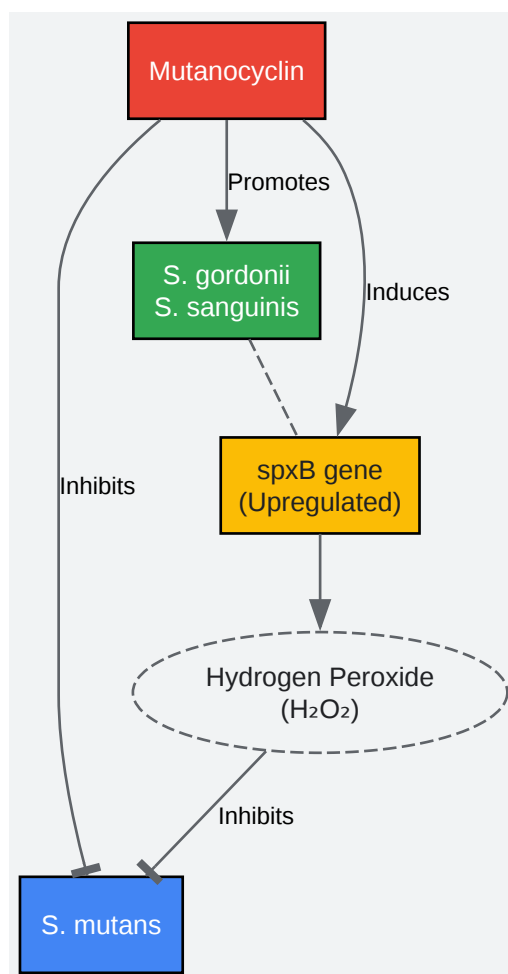 Mutanocyclin
Promotes
S. gordonii
S. sanguinis
Induces
spxB gene
(Upregulated)
Inhibits
Hydrogen Peroxide
(H₂O₂)
Inhibits
S. mutans